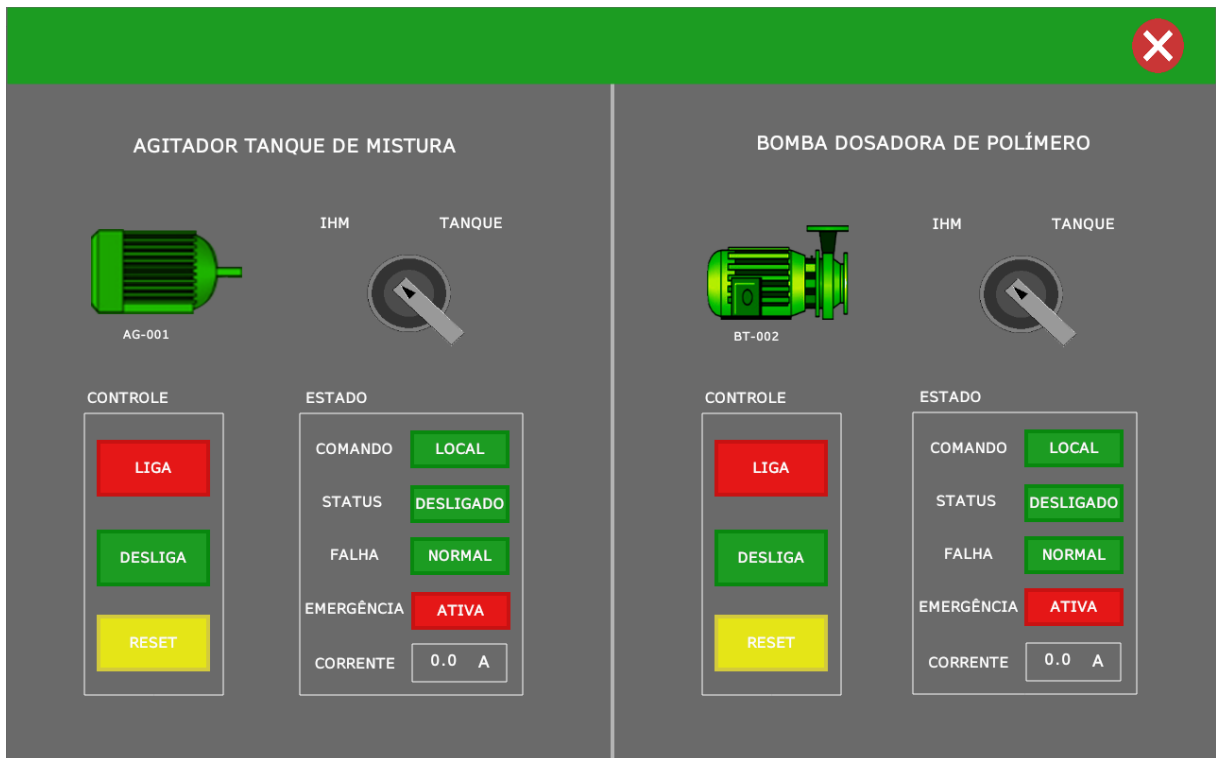 AGITADOR TANQUE DE MISTURA
IHM
TANQUE
AG-001
CONTROLE
LIGA
DESLIGA
RESET
ESTADO
COMANDO LOCAL
STATUS DESLIGADO
FALHA NORMAL
EMERGÊNCIA ATIVA
CORRENTE 0.0 A
BOMBA DOSADORA DE POLÍMERO
IHM
TANQUE
BT-002
CONTROLE
LIGA
DESLIGA
RESET
ESTADO
COMANDO LOCAL
STATUS DESLIGADO
FALHA NORMAL
EMERGÊNCIA ATIVA
CORRENTE 0.0 A